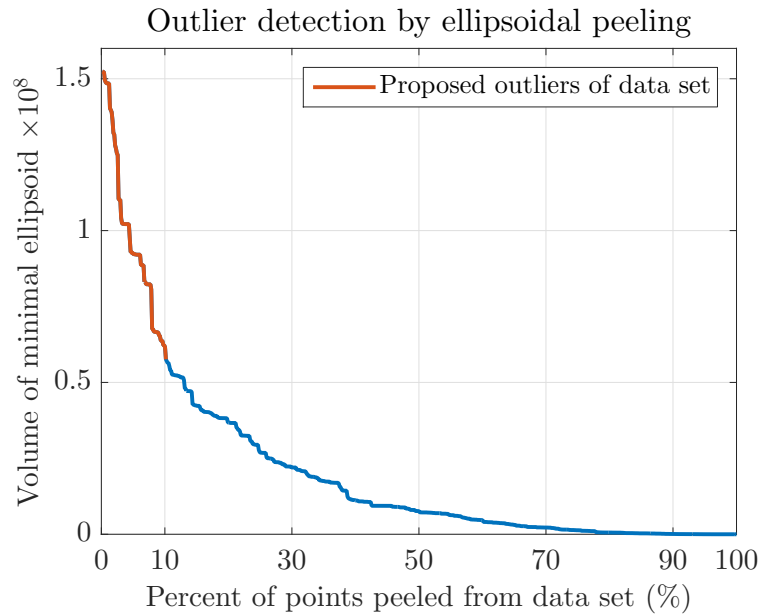 Outlier detection by ellipsoidal peeling
Proposed outliers of data set
Volume of minimal ellipsoid ×10⁸
1.5
1
0.5
0
0 10 30 50 70 90 100
Percent of points peeled from data set (%)